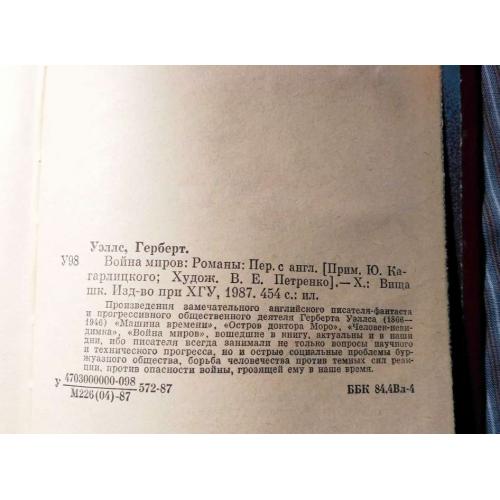 Уэллс, Герберт.
У98 Война миров: Романы: Пер. с англ. [Прим. Ю. Ка-
гарлицкого; Худож. В. Е. Петренко].— Х.: Вища
шк. Изд-во при ХГУ, 1987. 454 с.: ил.
Произведения замечательного английского писателя-фантаста
и прогрессивного общественного деятеля Герберта Уэллса (1866—
1946) «Машина времени», «Остров доктора Моро», «Человек-неви-
димка», «Война миров», вошедшие в книгу, актуальны и в наши
дни, ибо писателя всегда занимали не только вопросы научного
и технического прогресса, но и острые социальные проблемы бур-
жуазного общества, борьба человечества против темных сил реак-
ции, против опасности войны, грозящей ему в наше время.
У 4703000000-098 572-87
М226(04)-87
ББК 84.4Вл-4